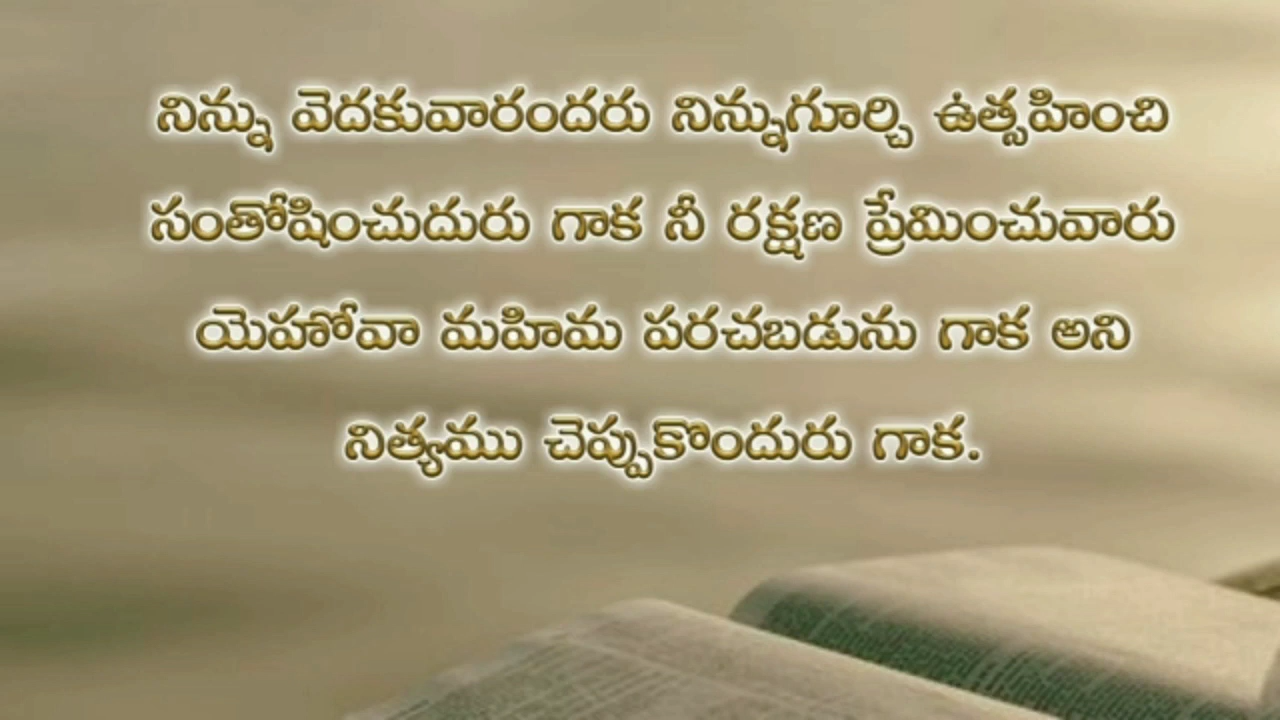 నిన్ను వెదకువారందరు నిన్నుగూర్చి ఉత్సహించి
సంతోషించుదురు గాక నీ రక్షణ ప్రేమించువారు
యెహోవా మహిమ పరచబడును గాక అని
నిత్యము చెప్పుకొందురు గాక.